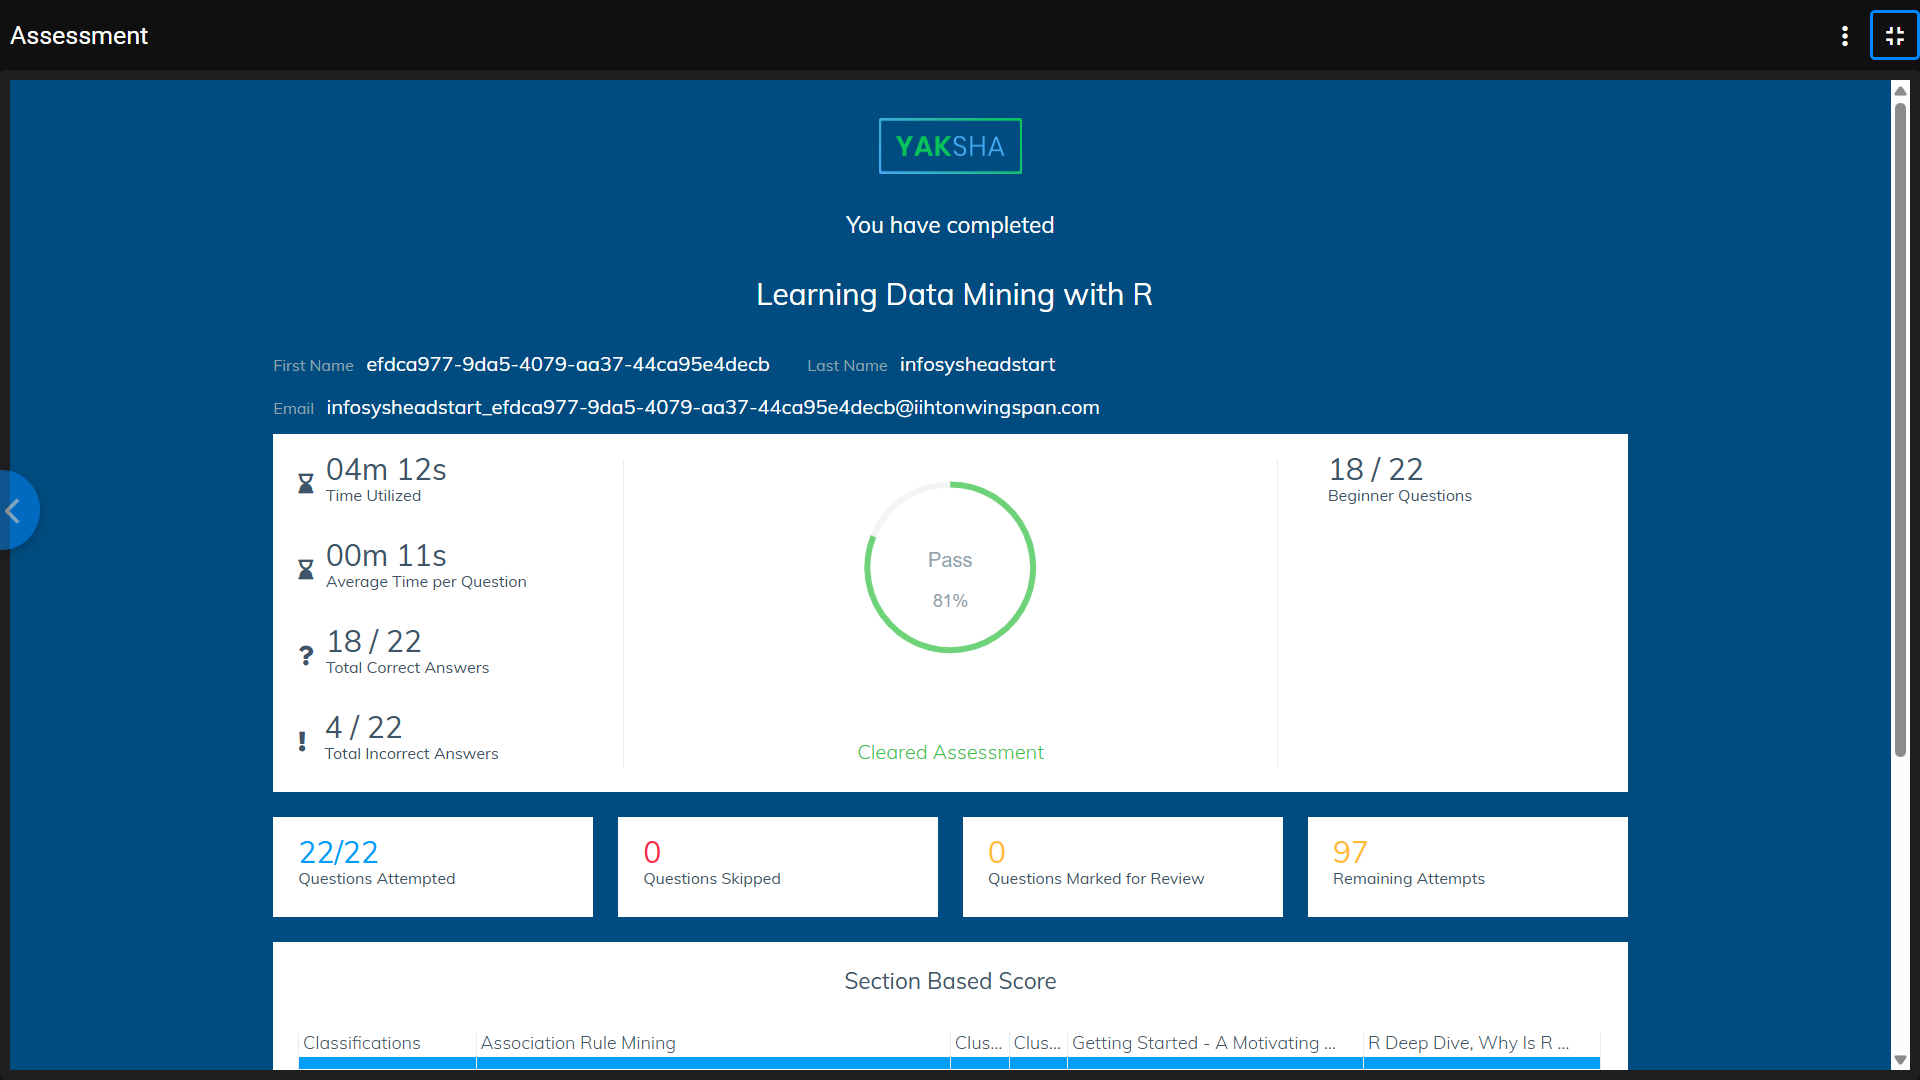 Assessment
YAKSHA
You have completed
Learning Data Mining with R
First Name efdca977-9da5-4079-aa37-44ca95e4decb Last Name infosysheadstart
Email infosysheadstart_efdca977-9da5-4079-aa37-44ca95e4decb@iihtonwingspan.com
04m 12s
Time Utilized
00m 11s
Average Time per Question
18 / 22
Total Correct Answers
4 / 22
Total Incorrect Answers
Pass
81%
Cleared Assessment
18 / 22
Beginner Questions
22/22
Questions Attempted
0
Questions Skipped
0
Questions Marked for Review
97
Remaining Attempts
Section Based Score
Classifications Association Rule Mining Clus... Clus... Getting Started - A Motivating ... R Deep Dive, Why Is R ...